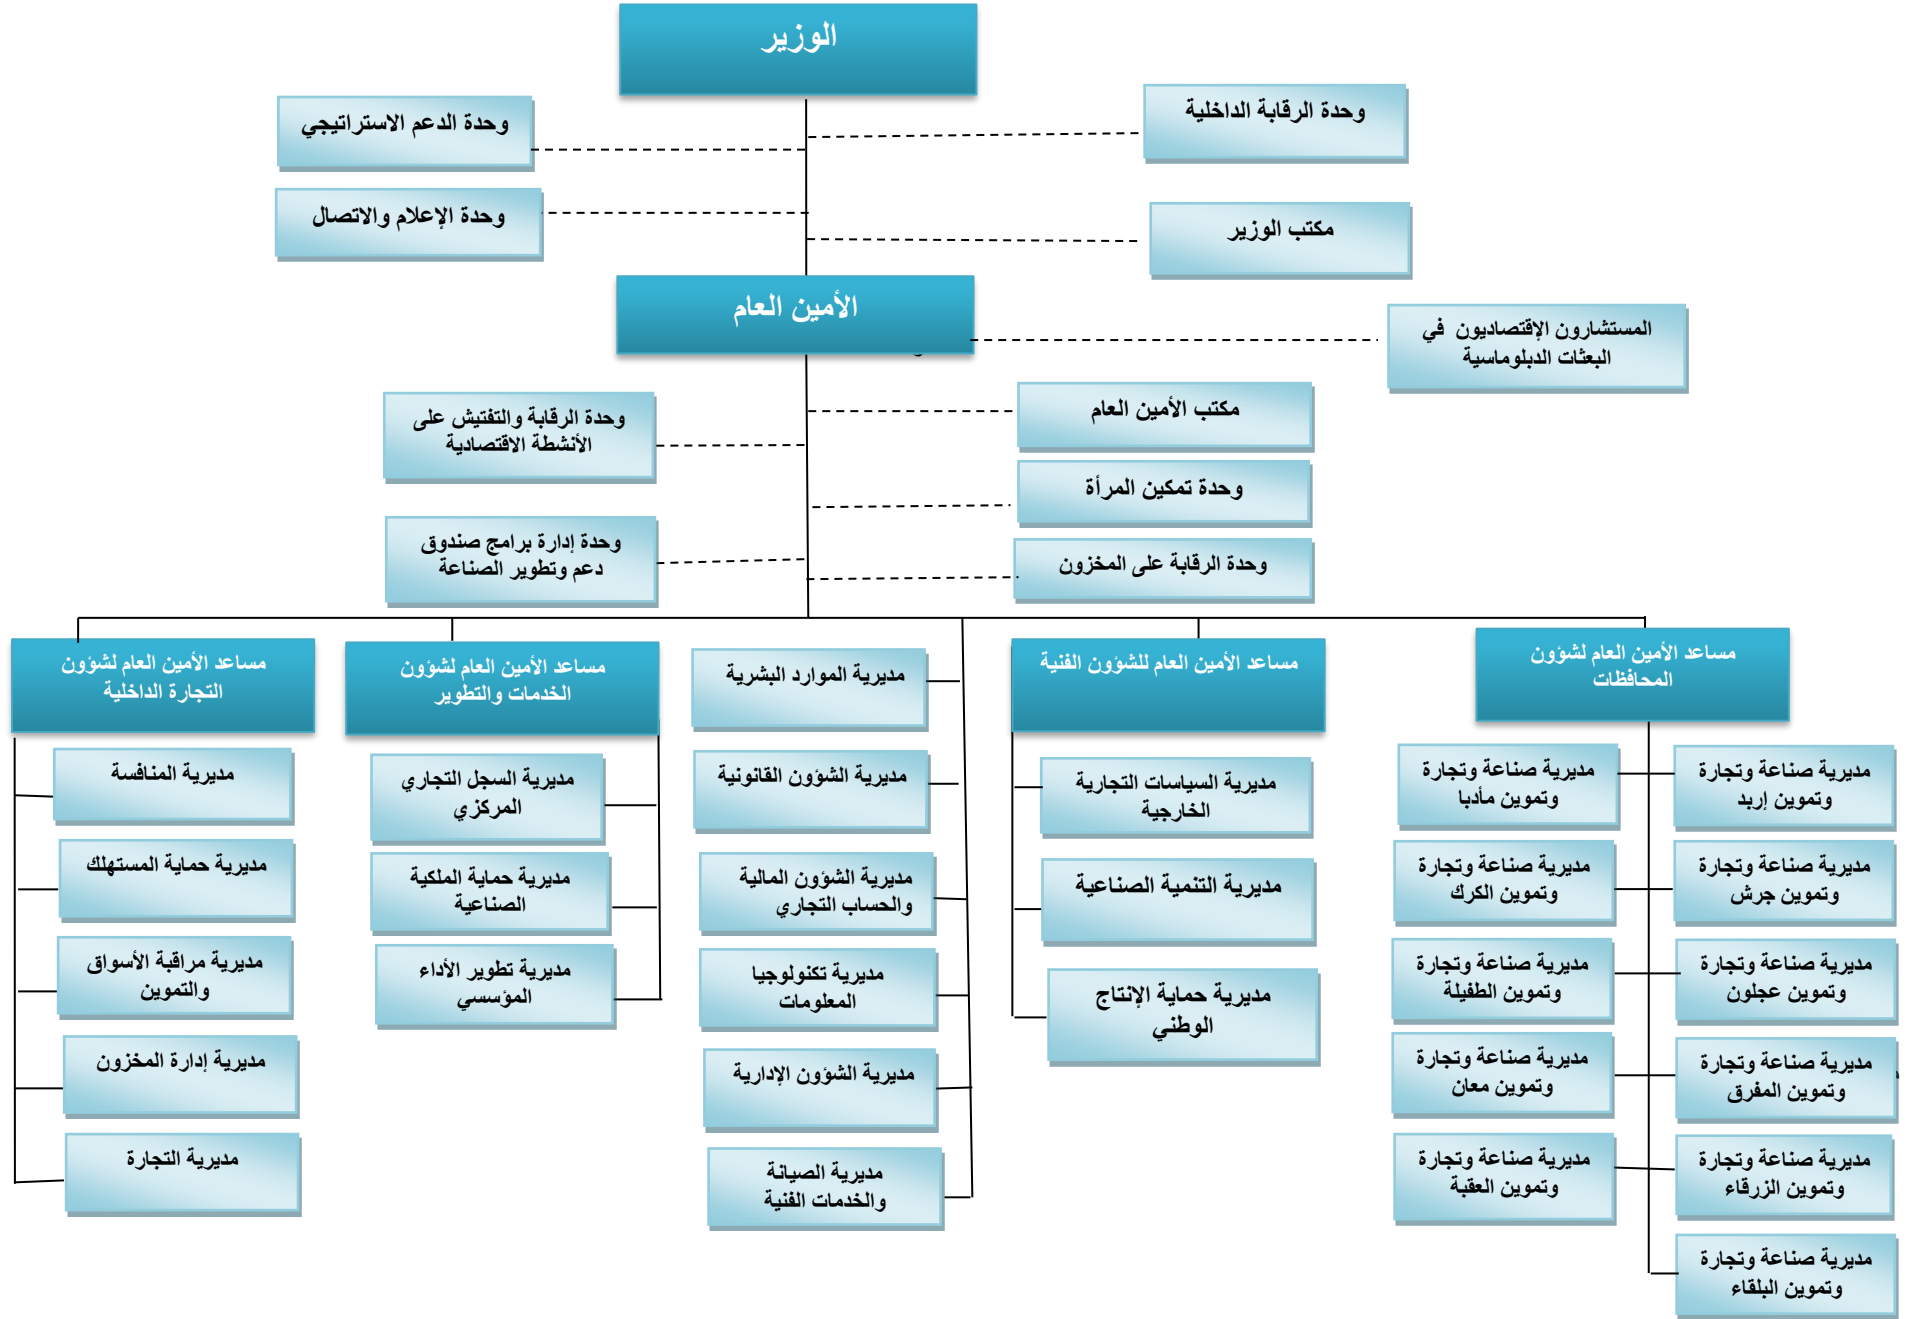 الوزير
وحدة الرقابة الداخلية
وحدة الدعم الاستراتيجي
مكتب الوزير
وحدة الإعلام والاتصال
الأمين العام
المستشارون الإقتصاديون في
البعثات الدبلوماسية
مكتب الأمين العام
وحدة الرقابة والتفتيش على
الأنشطة الاقتصادية
وحدة تمكين المرأة
وحدة إدارة برامج صندوق
دعم وتطوير الصناعة
وحدة الرقابة على المخزون
مساعد الأمين العام لشؤون
المحافظات
مديرية صناعة وتجارة
وتموين إربد
مديرية صناعة وتجارة
وتموين جرش
مديرية صناعة وتجارة
وتموين عجلون
مديرية صناعة وتجارة
وتموين المفرق
مديرية صناعة وتجارة
وتموين الزرقاء
مديرية صناعة وتجارة
وتموين البلقاء
مديرية صناعة وتجارة
وتموين مأدبا
مديرية صناعة وتجارة
وتموين الكرك
مديرية صناعة وتجارة
وتموين الطفيلة
مديرية صناعة وتجارة
وتموين معان
مديرية صناعة وتجارة
وتموين العقبة
مساعد الأمين العام للشؤون الفنية
مديرية السياسات التجارية
الخارجية
مديرية التنمية الصناعية
مديرية حماية الإنتاج
الوطني
مديرية الموارد البشرية
مديرية الشؤون القانونية
مديرية الشؤون المالية
والحساب التجاري
مديرية تكنولوجيا
المعلومات
مديرية الشؤون الإدارية
مديرية الصيانة
والخدمات الفنية
مساعد الأمين العام لشؤون
الخدمات والتطوير
مديرية السجل التجاري
المركزي
مديرية حماية الملكية
الصناعية
مديرية تطوير الأداء
المؤسسي
مساعد الأمين العام لشؤون
التجارة الداخلية
مديرية المنافسة
مديرية حماية المستهلك
مديرية مراقبة الأسواق
والتموين
مديرية إدارة المخزون
مديرية التجارة